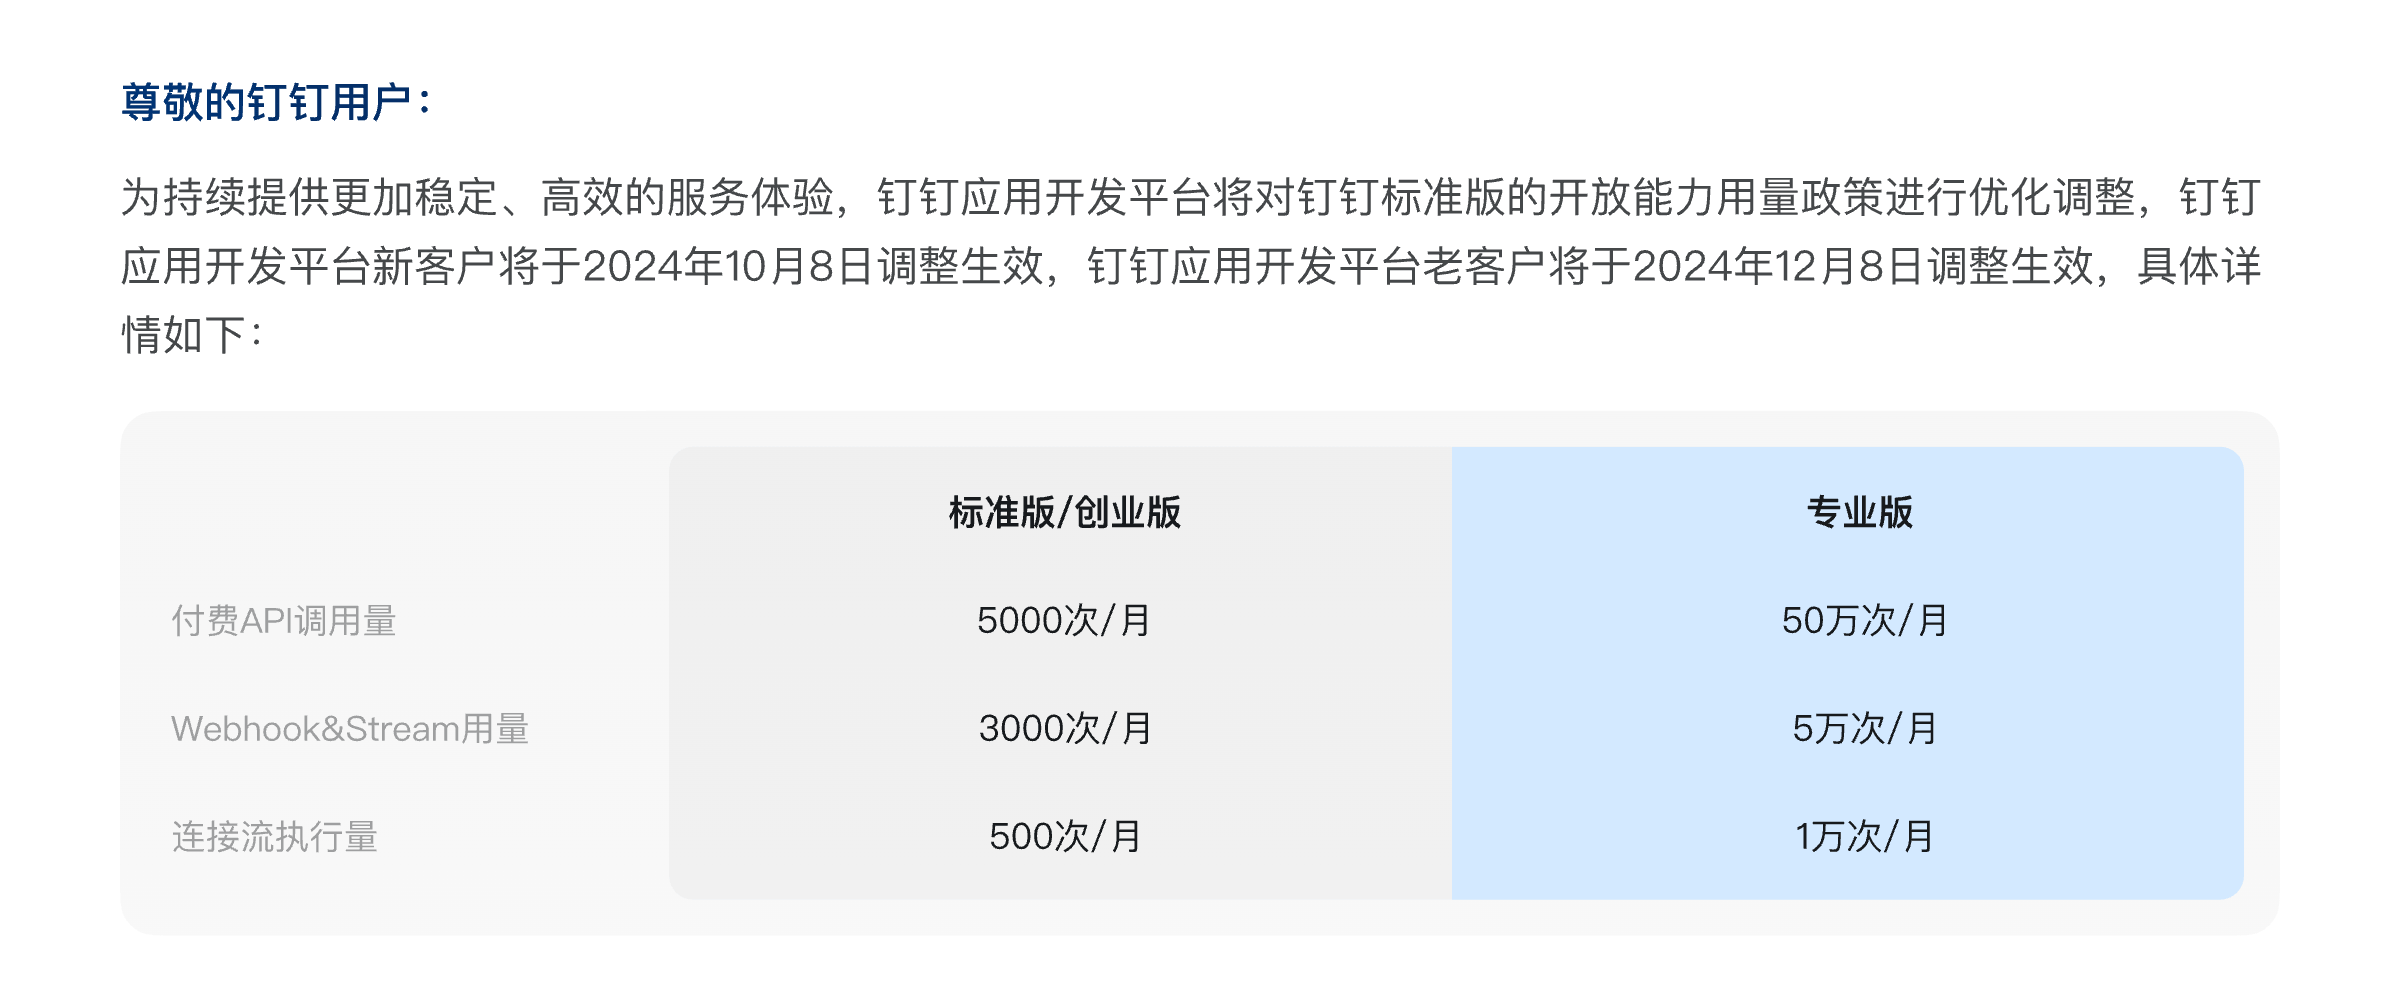 尊敬的钉钉用户：
为持续提供更加稳定、高效的服务体验，钉钉应用开发平台将对钉钉标准版的开放能力用量政策进行优化调整，钉钉
应用开发平台新客户将于2024年10月8日调整生效，钉钉应用开发平台老客户将于2024年12月8日调整生效，具体详
情如下：
标准版/创业版 专业版
付费API调用量 5000次/月 50万次/月
Webhook&Stream用量 3000次/月 5万次/月
连接流执行量 500次/月 1万次/月